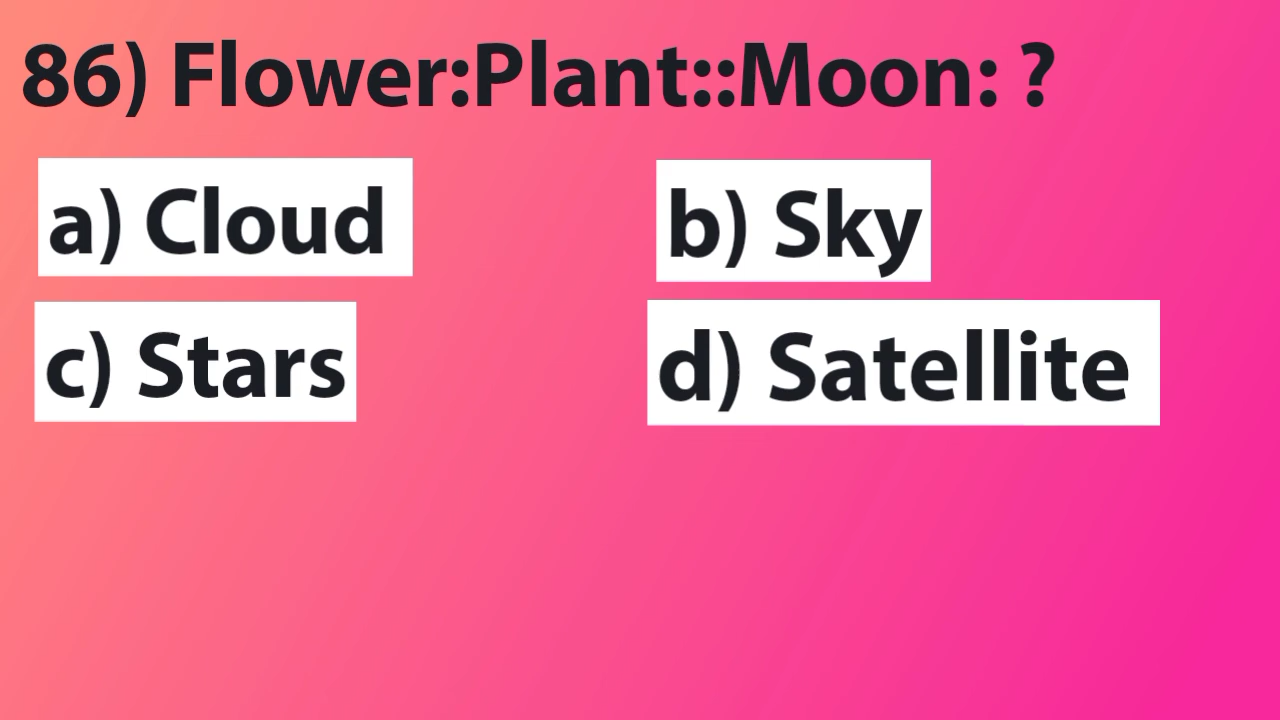 86) Flower:Plant::Moon: ?
a) Cloud
b) Sky
c) Stars
d) Satellite